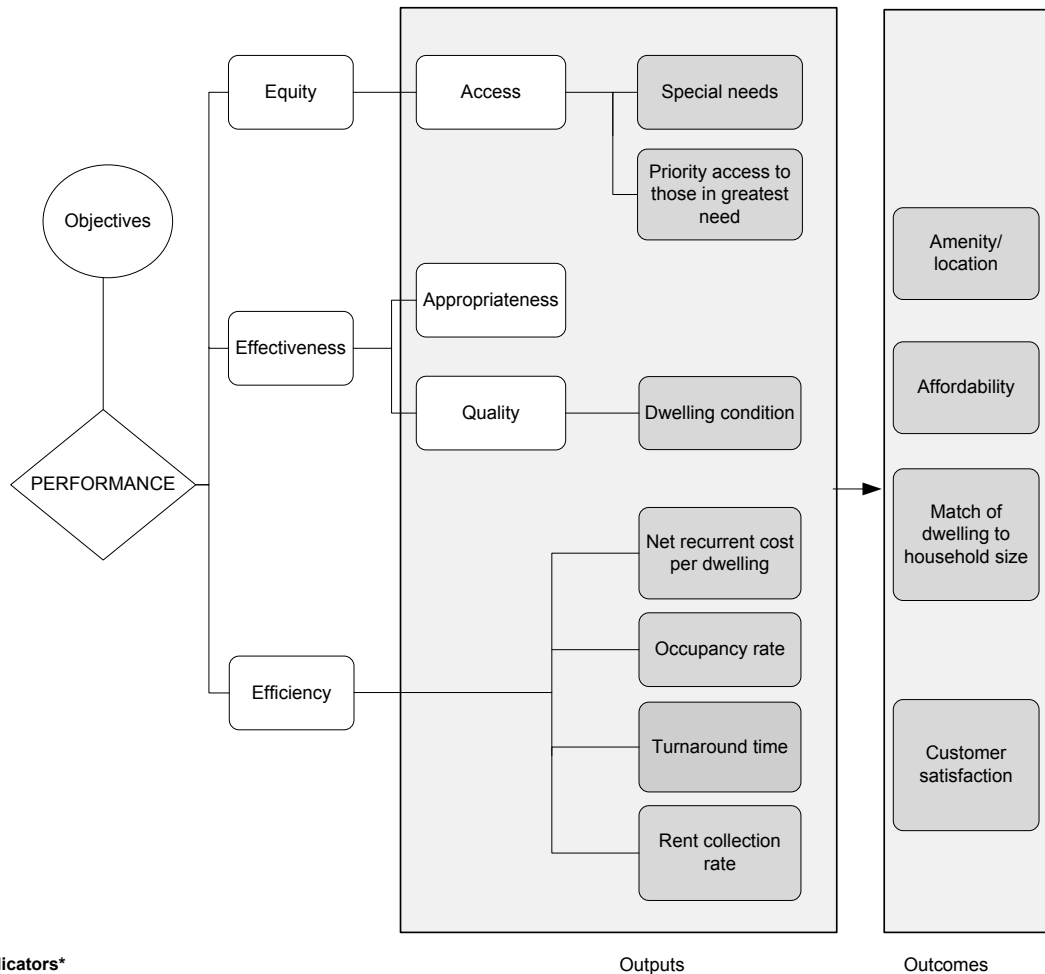 Equity
Access
Special needs
Priority access to
those in greatest
need
Objectives
Amenity/
location
Appropriateness
Effectiveness
Affordability
Quality
Dwelling condition
PERFORMANCE
Match of
dwelling to
household size
Net recurrent cost
per dwelling
Occupancy rate
Efficiency
Turnaround time
Customer
satisfaction
Rent collection
rate
licators*
Outputs
Outcomes